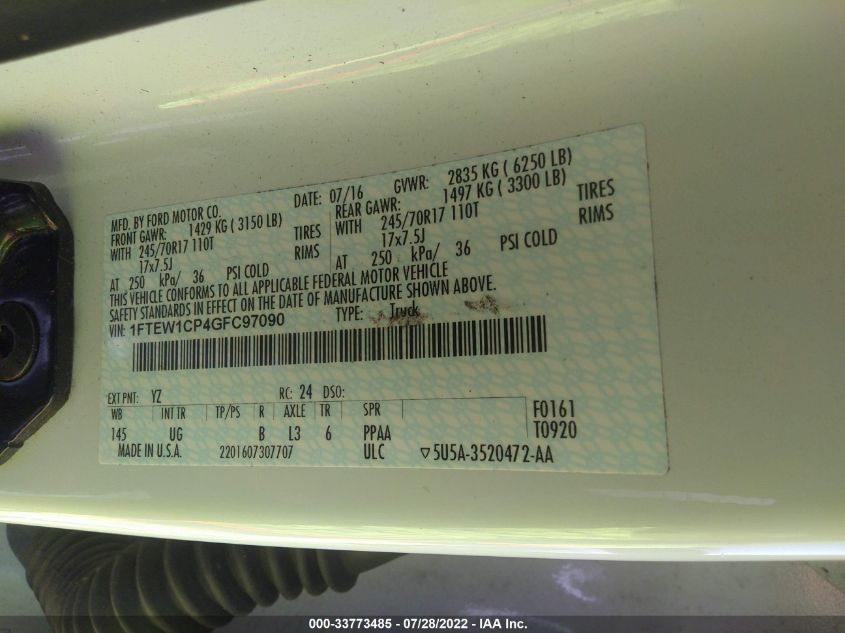 MFD. BY FORD MOTOR CO.
DATE: 07/16 GVWR: 2835 KG ( 6250 LB)
FRONT GAWR: 1429 KG ( 3150 LB) REAR GAWR: 1497 KG ( 3300 LB)
WITH 245/70R17 110T TIRES WITH 245/70R17 110T TIRES
17x7.5J RIMS 17x7.5J RIMS
AT 250 kPa/ 36 PSI COLD AT 250 kPa/ 36 PSI COLD
THIS VEHICLE CONFORMS TO ALL APPLICABLE FEDERAL MOTOR VEHICLE
SAFETY STANDARDS IN EFFECT ON THE DATE OF MANUFACTURE SHOWN ABOVE.
VIN: 1FTEW1CP4GFC97090 TYPE: Truck
EXT PNT: YZ RC: 24 DSO:
WB INT TR TP/PS R AXLE TR SPR F0161
145 UG B L3 6 PPAA T0920
MADE IN U.S.A. 2201607307707 ULC ▽5U5A-3520472-AA
000-33773485 - 07/28/2022 - IAA Inc.